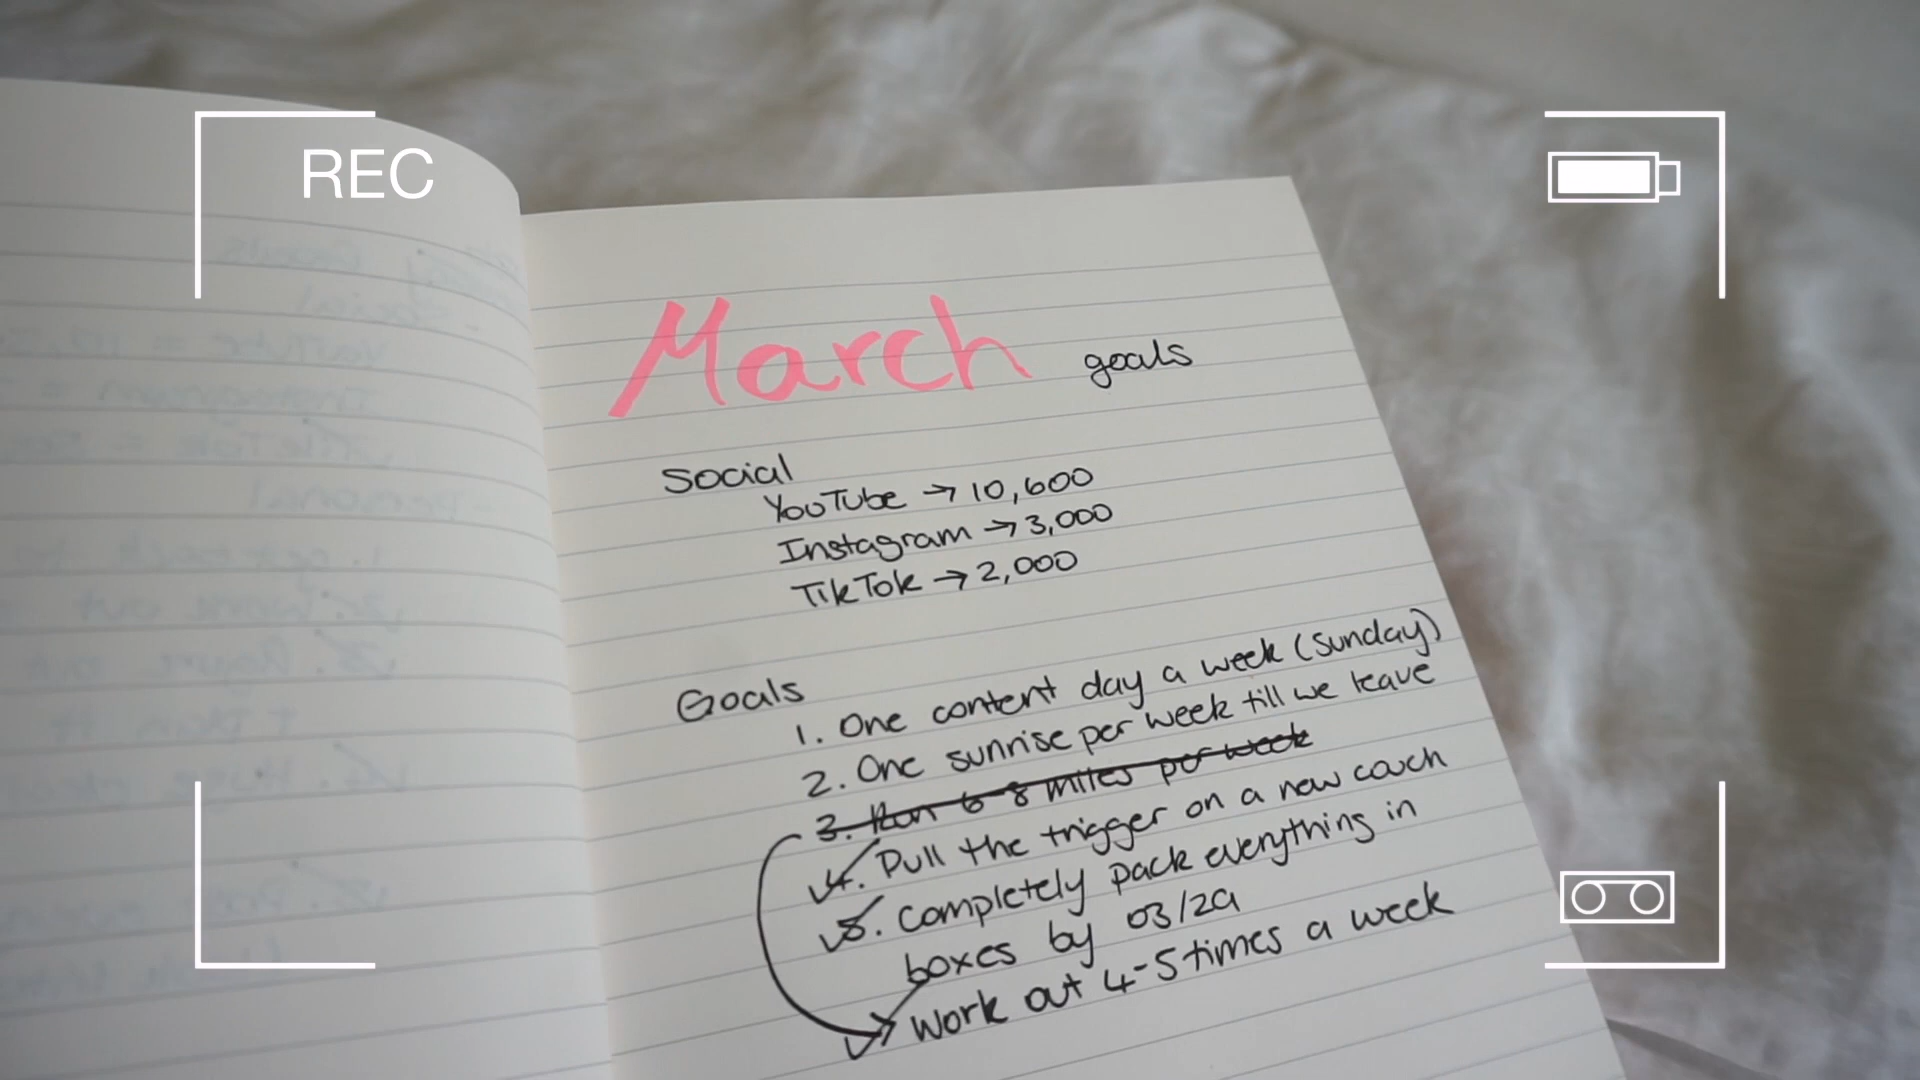 REC
March goals
Social
YouTube → 10,600
Instagram → 3,000
TikTok → 2,000
Goals
1. One content day a week (Sunday)
2. One sunrise per week till we leave
3. Run 6-8 miles per week
4. Pull the trigger on a new couch
5. Completely pack everything in
boxes by 03/29
Work out 4-5 times a week